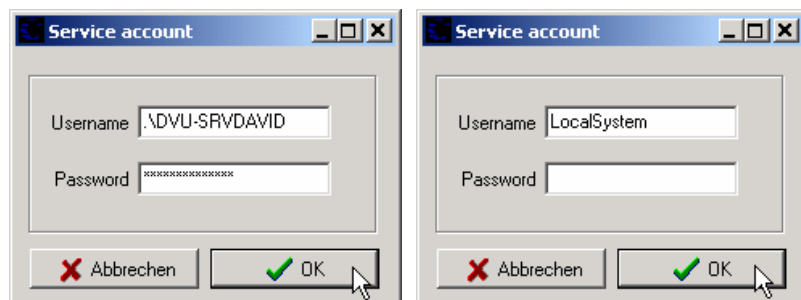 Service account
Username .\DVU-SRVDAVID
Password **************
Abbrechen OK
Service account
Username LocalSystem
Password
Abbrechen OK